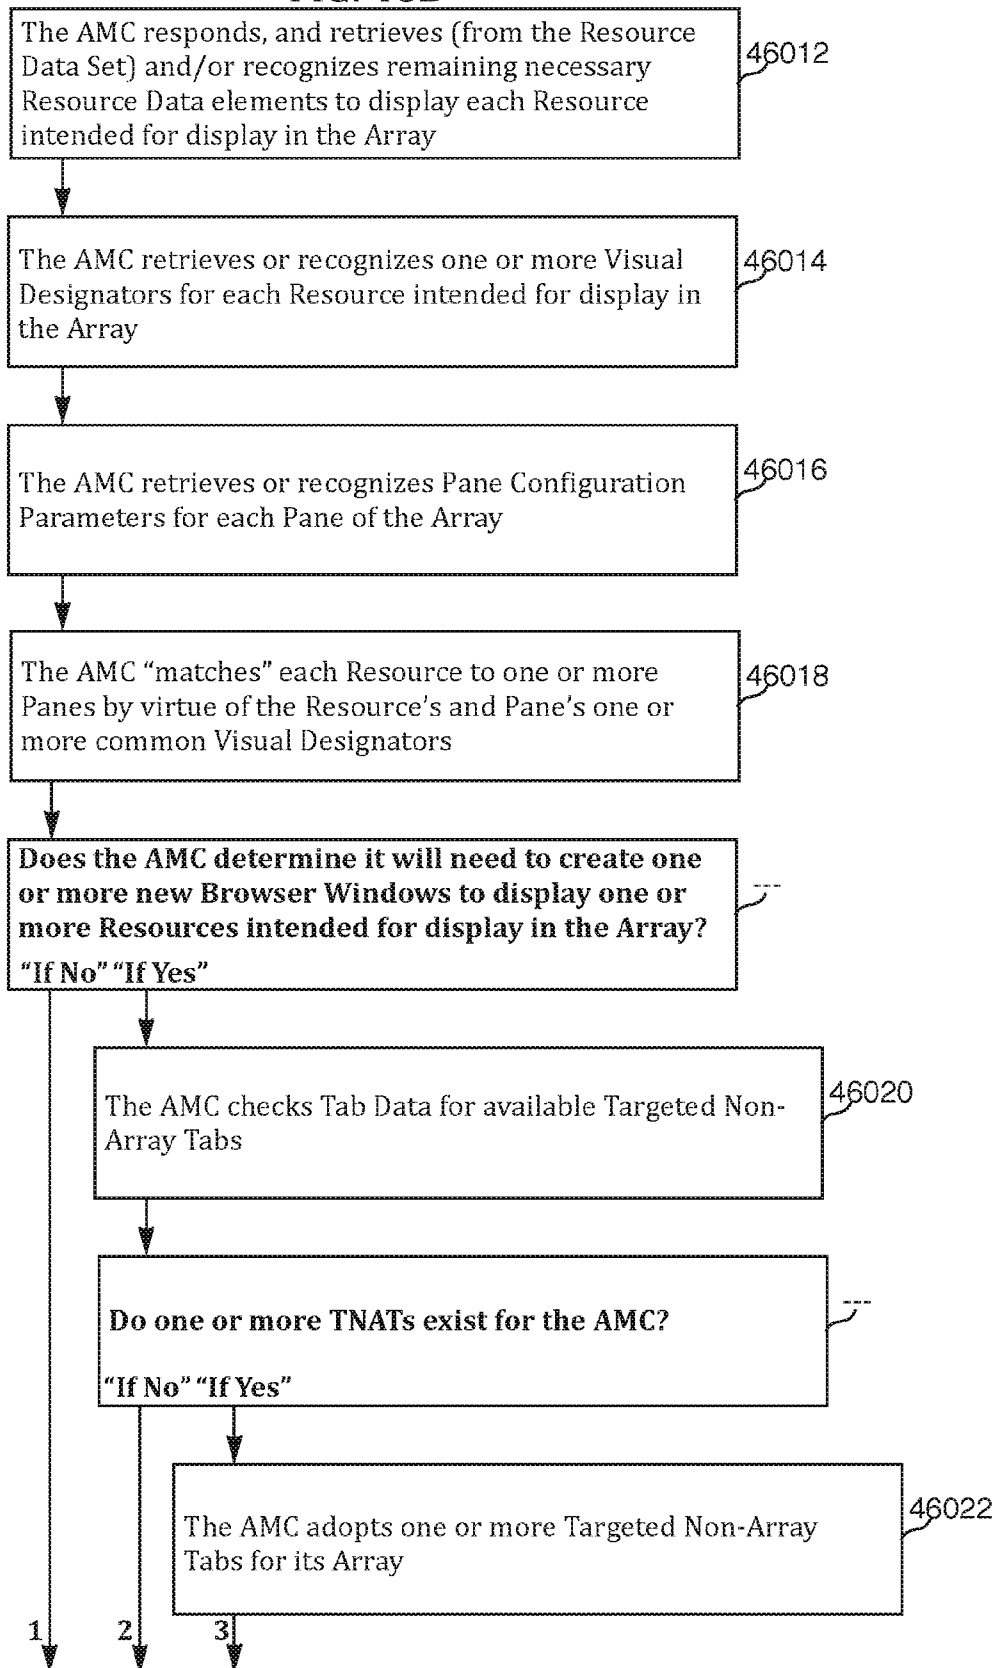 The AMC responds, and retrieves (from the Resource
Data Set) and/or recognizes remaining necessary
Resource Data elements to display each Resource
intended for display in the Array
46012
The AMC retrieves or recognizes one or more Visual
Designators for each Resource intended for display in
the Array
46014
The AMC retrieves or recognizes Pane Configuration
Parameters for each Pane of the Array
46016
The AMC “matches” each Resource to one or more
Panes by virtue of the Resource’s and Pane’s one or
more common Visual Designators
46018
Does the AMC determine it will need to create one
or more new Browser Windows to display one or
more Resources intended for display in the Array?
“If No” “If Yes”
---
The AMC checks Tab Data for available Targeted Non-
Array Tabs
46020
Do one or more TNATs exist for the AMC?
“If No” “If Yes”
---
The AMC adopts one or more Targeted Non-Array
Tabs for its Array
46022
1 2 3